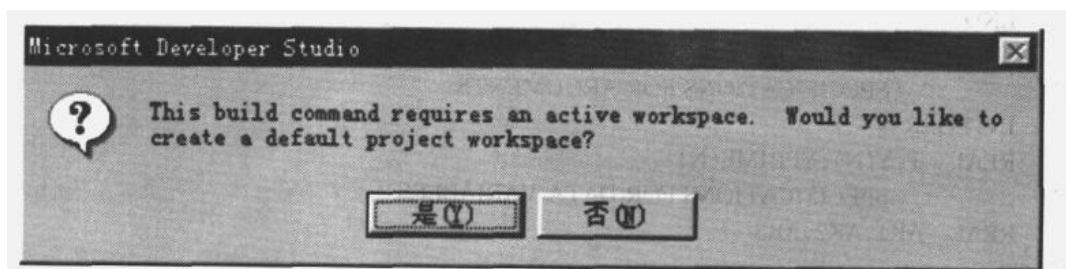 Microsoft Developer Studio
This build command requires an active workspace. Would you like to
create a default project workspace?
是(Y) 否(N)